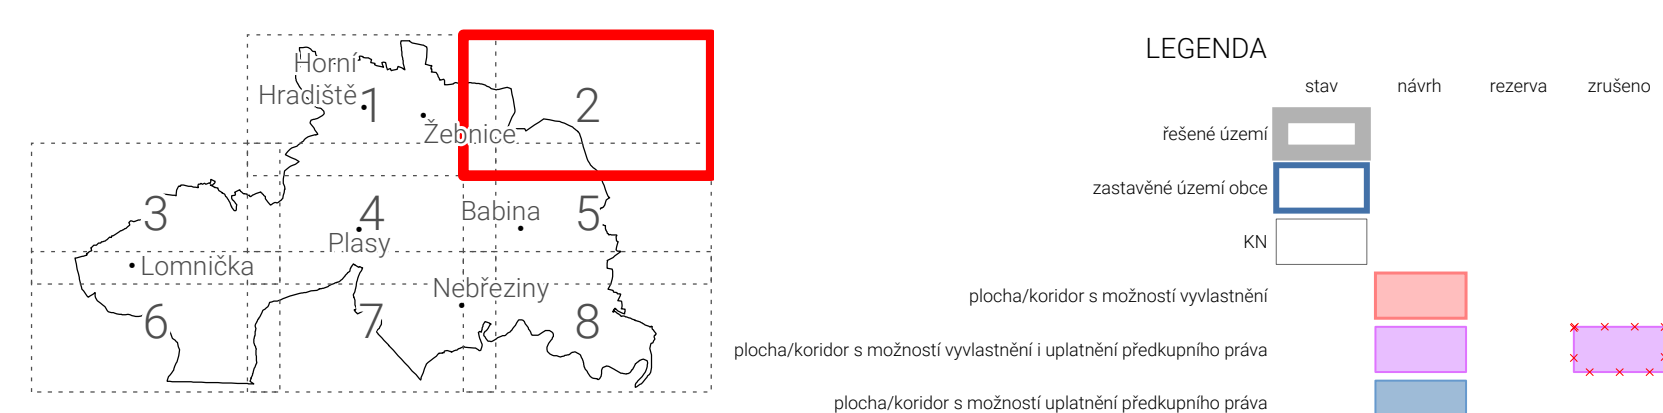 Horní
Hradiště
1
2
Žebnice
3
4
Babina
5
Plasy
Lomnička
Nebřeziny
6
7
8
LEGENDA
stav návrh rezerva zrušeno
řešené území
zastavěné území obce
KN
plocha/koridor s možností vyvlastnění
plocha/koridor s možností vyvlastnění i uplatnění předkupního práva
plocha/koridor s možností uplatnění předkupního práva